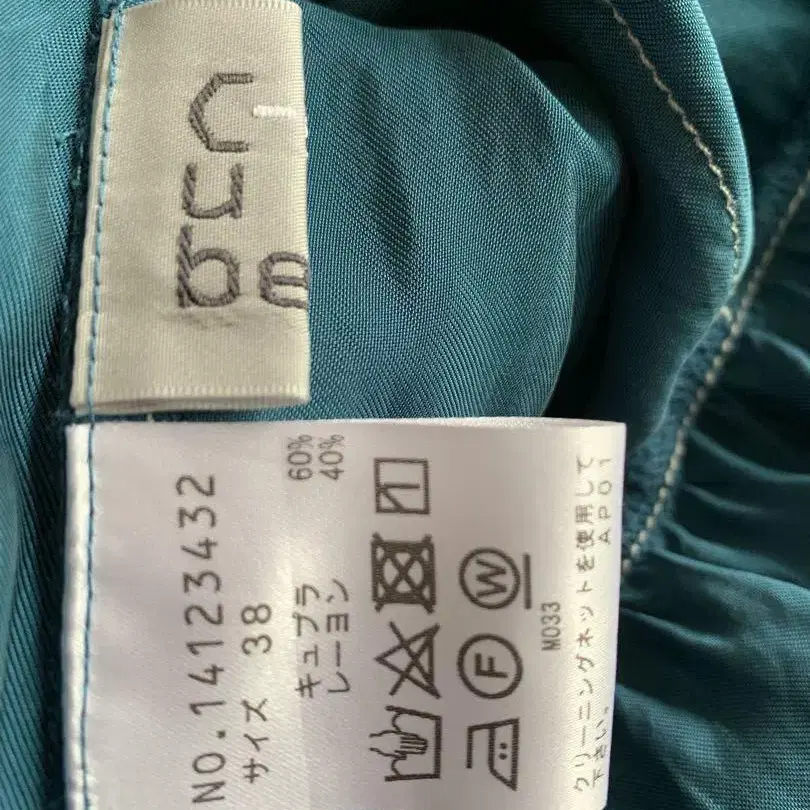 NO.14123432
サイズ 38
キュプラ 60%
レーヨン 40%
W
F
M033
クリーニングネットを使用して
下さい。 AP01